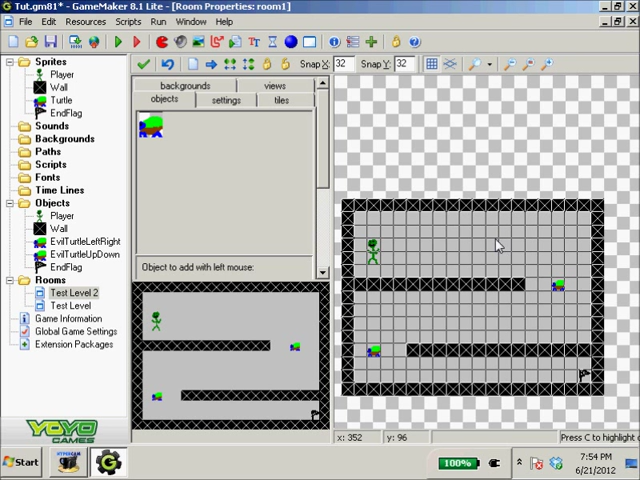 Tut.gm81* - GameMaker 8.1 Lite - [Room Properties: room1]
File Edit Resources Scripts Run Window Help
Snap X: 32 Snap Y: 32
Sprites
Player
Wall
Turtle
EndFlag
Sounds
Backgrounds
Paths
Scripts
Fonts
Time Lines
Objects
Player
Wall
EvilTurtleLeftRight
EvilTurtleUpDown
EndFlag
Rooms
Test Level 2
Test Level
Game Information
Global Game Settings
Extension Packages
YOYO
GAMES
backgrounds views
objects settings tiles
Object to add with left mouse:
x: 352 y: 96 Press C to highlight
Start
HYPERCAM
100%
7:54 PM
6/21/2012